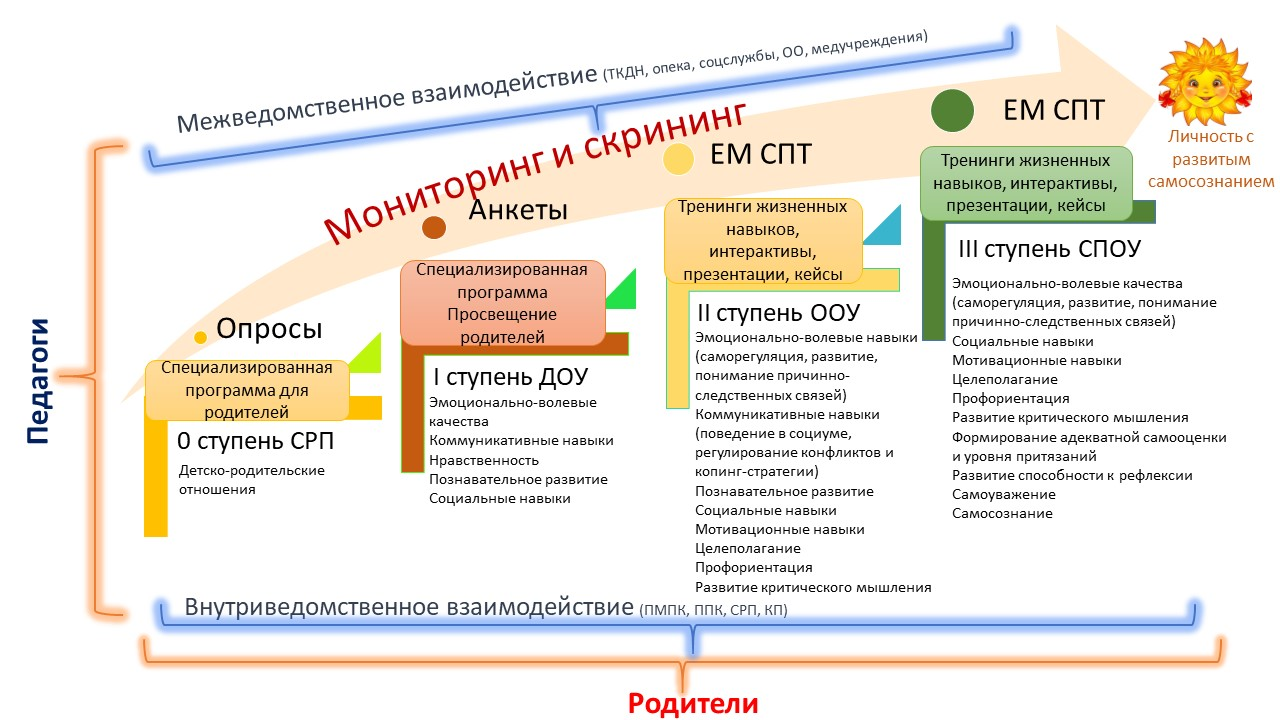 Межведомственное взаимодействие (ТКДН, опека, соцслужбы, ОО, медучреждения)
Мониторинг и скрининг
Педагоги
Опросы
Специализированная
программа для
родителей
0 ступень СРП
Детско-родительские
отношения
Анкеты
Специализированная
программа
Просвещение
родителей
I ступень ДОУ
Эмоционально-волевые
качества
Коммуникативные навыки
Нравственность
Познавательное развитие
Социальные навыки
ЕМ СПТ
Тренинги жизненных
навыков,
интерактивы,
презентации, кейсы
II ступень ООУ
Эмоционально-волевые навыки
(саморегуляция, развитие,
понимание причинно-
следственных связей)
Коммуникативные навыки
(поведение в социуме,
регулирование конфликтов и
копинг-стратегии)
Познавательное развитие
Социальные навыки
Мотивационные навыки
Целеполагание
Профориентация
Развитие критического мышления
ЕМ СПТ
Тренинги жизненных
навыков, интерактивы,
презентации, кейсы
III ступень СПОУ
Эмоционально-волевые качества
(саморегуляция, развитие, понимание
причинно-следственных связей)
Социальные навыки
Мотивационные навыки
Целеполагание
Профориентация
Развитие критического мышления
Формирование адекватной самооценки
и уровня притязаний
Развитие способности к рефлексии
Самоуважение
Самосознание
Личность с
развитым
самосознанием
Внутриведомственное взаимодействие (ПМПК, ППК, СРП, КП)
Родители